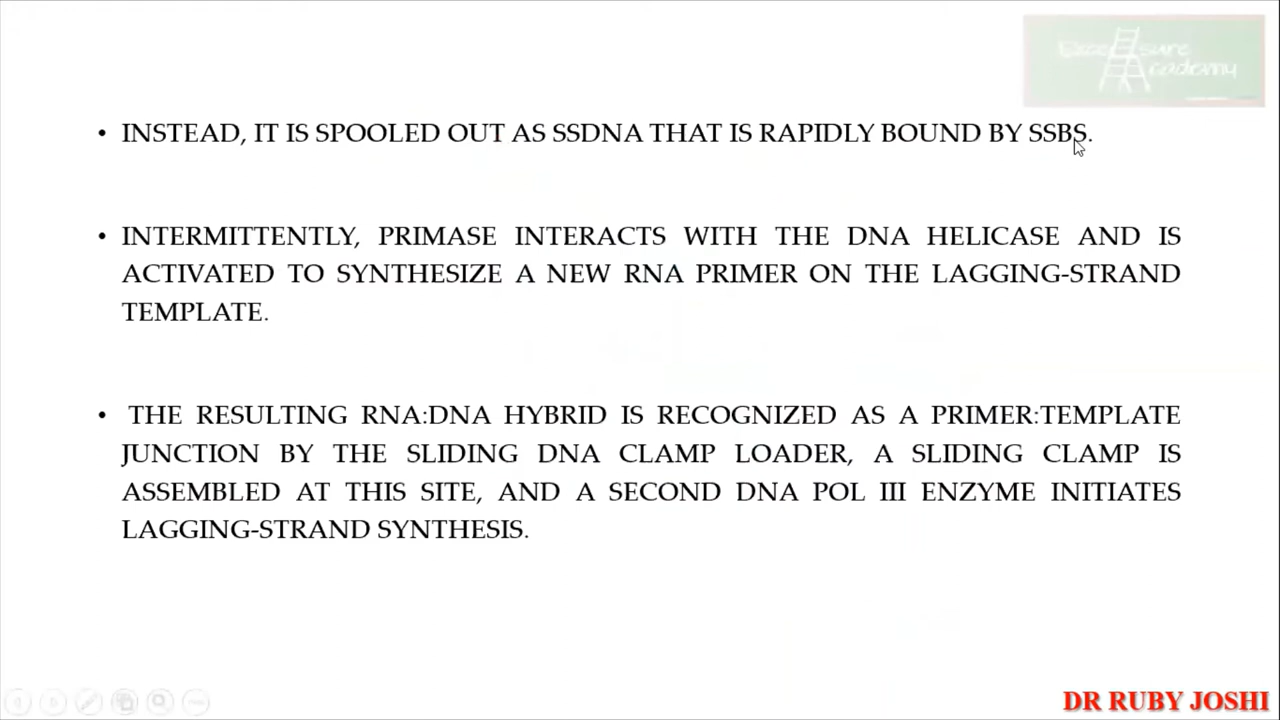 Excel sure
Academy
• INSTEAD, IT IS SPOOLED OUT AS SSDNA THAT IS RAPIDLY BOUND BY SSBS.
• INTERMITTENTLY, PRIMASE INTERACTS WITH THE DNA HELICASE AND IS
ACTIVATED TO SYNTHESIZE A NEW RNA PRIMER ON THE LAGGING-STRAND
TEMPLATE.
• THE RESULTING RNA:DNA HYBRID IS RECOGNIZED AS A PRIMER:TEMPLATE
JUNCTION BY THE SLIDING DNA CLAMP LOADER, A SLIDING CLAMP IS
ASSEMBLED AT THIS SITE, AND A SECOND DNA POL III ENZYME INITIATES
LAGGING-STRAND SYNTHESIS.
DR RUBY JOSHI